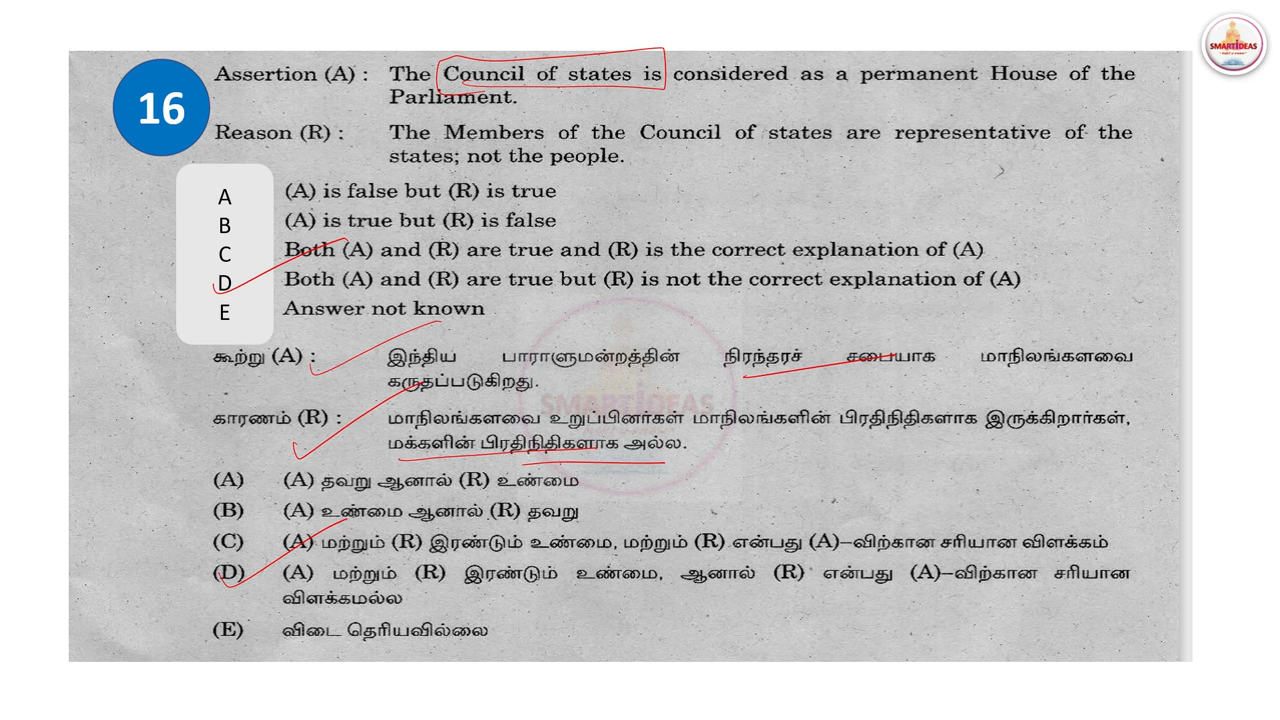 SMARTIDEAS
16
Assertion (A) : The Council of states is considered as a permanent House of the
Parliament.
Reason (R) : The Members of the Council of states are representative of the
states; not the people.
A (A) is false but (R) is true
B (A) is true but (R) is false
C Both (A) and (R) are true and (R) is the correct explanation of (A)
D Both (A) and (R) are true but (R) is not the correct explanation of (A)
E Answer not known
கூற்று (A) : இந்திய பாராளுமன்றத்தின் நிரந்தரச் சபையாக மாநிலங்களவை
கருதப்படுகிறது.
காரணம் (R) : மாநிலங்களவை உறுப்பினர்கள் மாநிலங்களின் பிரதிநிதிகளாக இருக்கிறார்கள்,
மக்களின் பிரதிநிதிகளாக அல்ல.
SMARTIDEAS
(A) (A) தவறு ஆனால் (R) உண்மை
(B) (A) உண்மை ஆனால் (R) தவறு
(C) (A) மற்றும் (R) இரண்டும் உண்மை, மற்றும் (R) என்பது (A)–விற்கான சரியான விளக்கம்
(D) (A) மற்றும் (R) இரண்டும் உண்மை, ஆனால் (R) என்பது (A)–விற்கான சரியான
விளக்கமல்ல
(E) விடை தெரியவில்லை